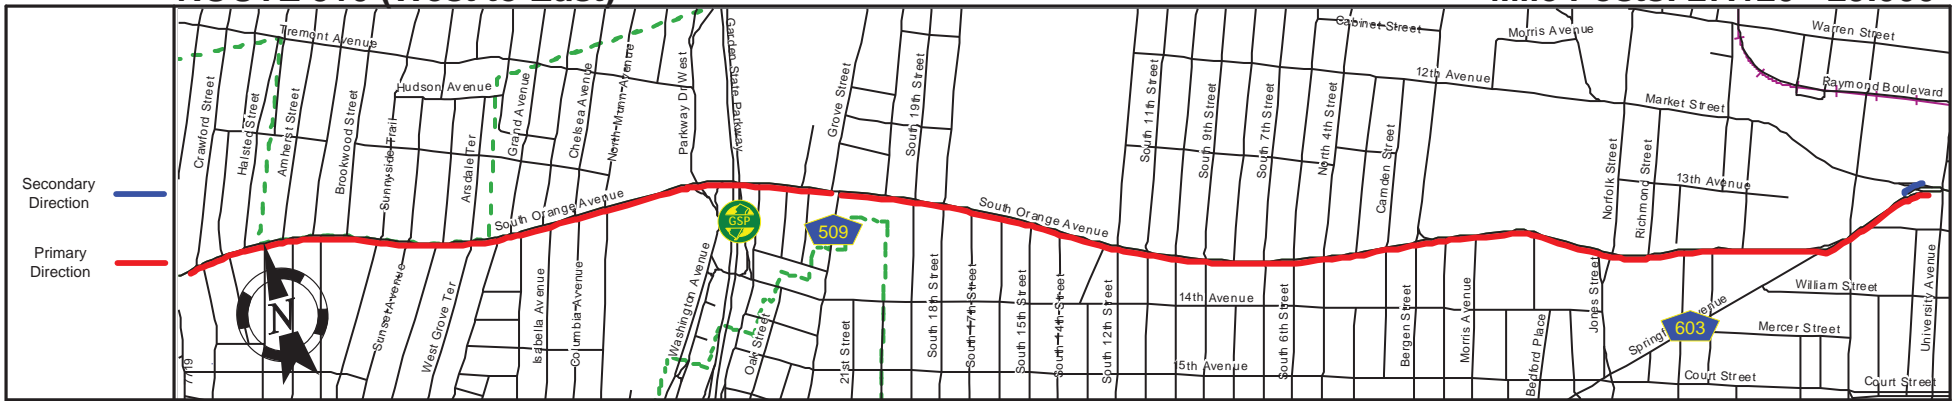 Secondary
Direction
Primary
Direction
Tremont Avenue
Hudson Avenue
Crawford Street
Halsted Street
Amherst Street
Brookwood Street
Sunnyside Trail
Arsdale Ter
Grand Avenue
Chelsea Avenue
North Munn Avenue
Parkway Dr West
Garden State Parkway
Grove Street
South 19th Street
South 11th Street
South 9th Street
South 7th Street
North 4th Street
Camden Street
Cabinet Street
Morris Avenue
12th Avenue
Market Street
Warren Street
Raymond Boulevard
Norfolk Street
Richmond Street
13th Avenue
South Orange Avenue
South Orange Avenue
GSP
509
N
Sunset Avenue
West Grove Ter
Isabella Avenue
Columbia Avenue
Washington Avenue
Oak Street
21st Street
South 18th Street
South 17th Street
South 15th Street
South 14th Street
South 12th Street
14th Avenue
15th Avenue
South 6th Street
Bergen Street
Morris Avenue
Bedford Place
Jones Street
603
William Street
Mercer Street
Court Street
Court Street
University Avenue